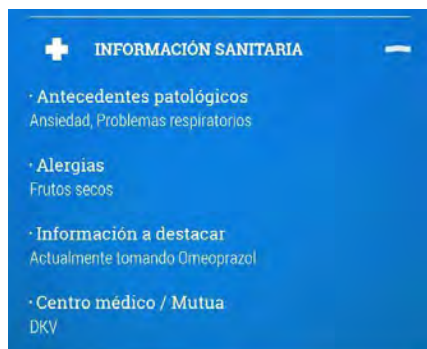 INFORMACIÓN SANITARIA
· Antecedentes patológicos
Ansiedad, Problemas respiratorios
· Alergias
Frutos secos
· Información a destacar
Actualmente tomando Omeoprazol
· Centro médico / Mutua
DKV